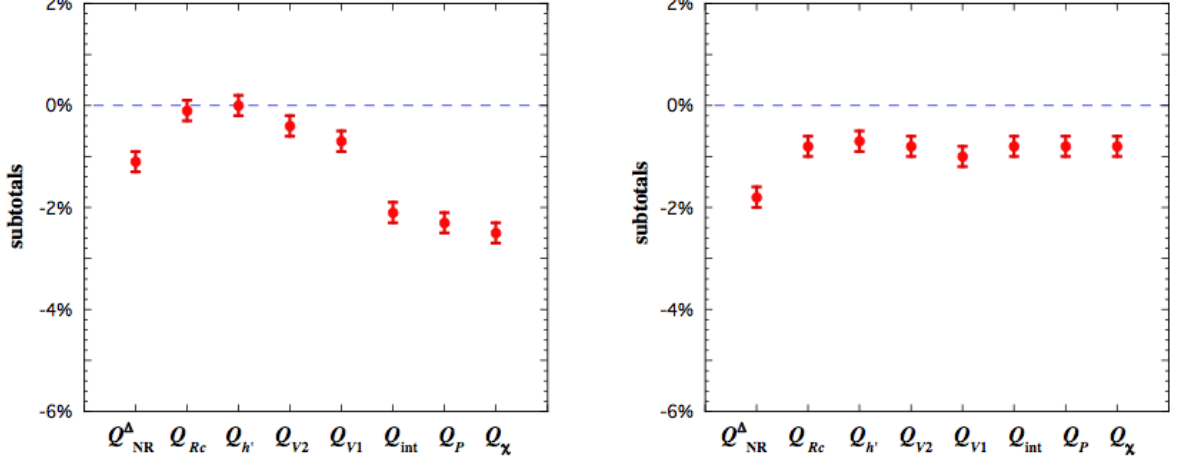 2%
0%
-2%
-4%
-6%
subtotals
Q^Δ_NR Q_Rc Q_h' Q_V2 Q_V1 Q_int Q_P Q_χ
2%
0%
-2%
-4%
-6%
subtotals
Q^Δ_NR Q_Rc Q_h' Q_V2 Q_V1 Q_int Q_P Q_χ